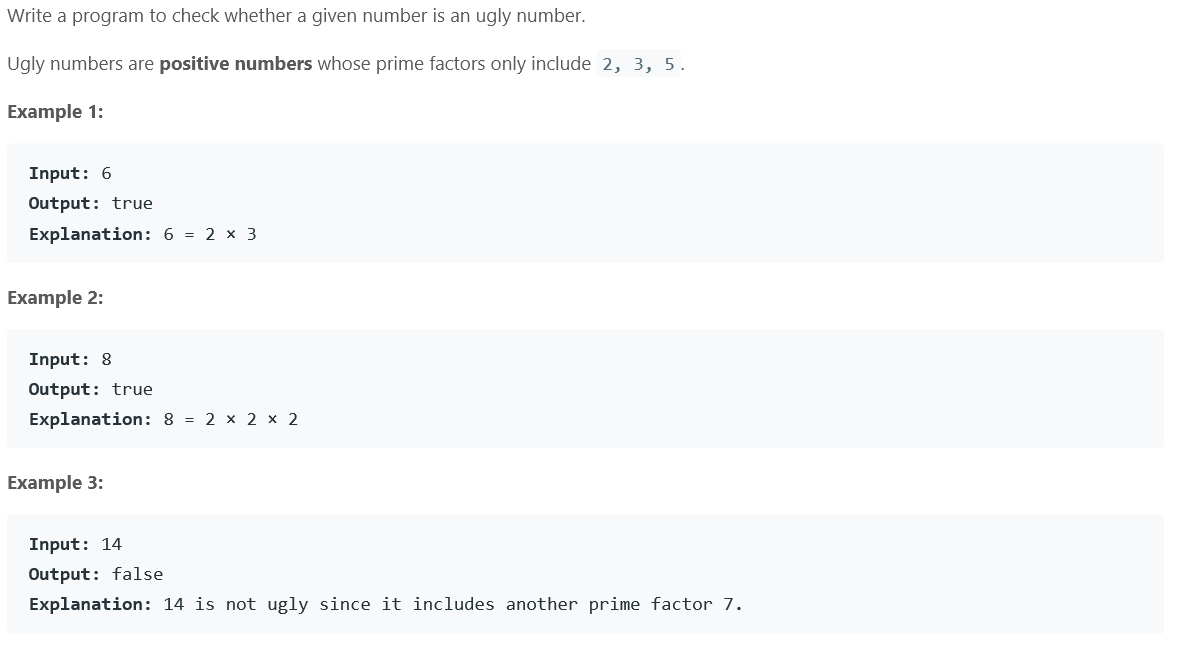 Write a program to check whether a given number is an ugly number.
Ugly numbers are positive numbers whose prime factors only include 2, 3, 5.
Example 1:
Input: 6
Output: true
Explanation: 6 = 2 × 3
Example 2:
Input: 8
Output: true
Explanation: 8 = 2 × 2 × 2
Example 3:
Input: 14
Output: false
Explanation: 14 is not ugly since it includes another prime factor 7.